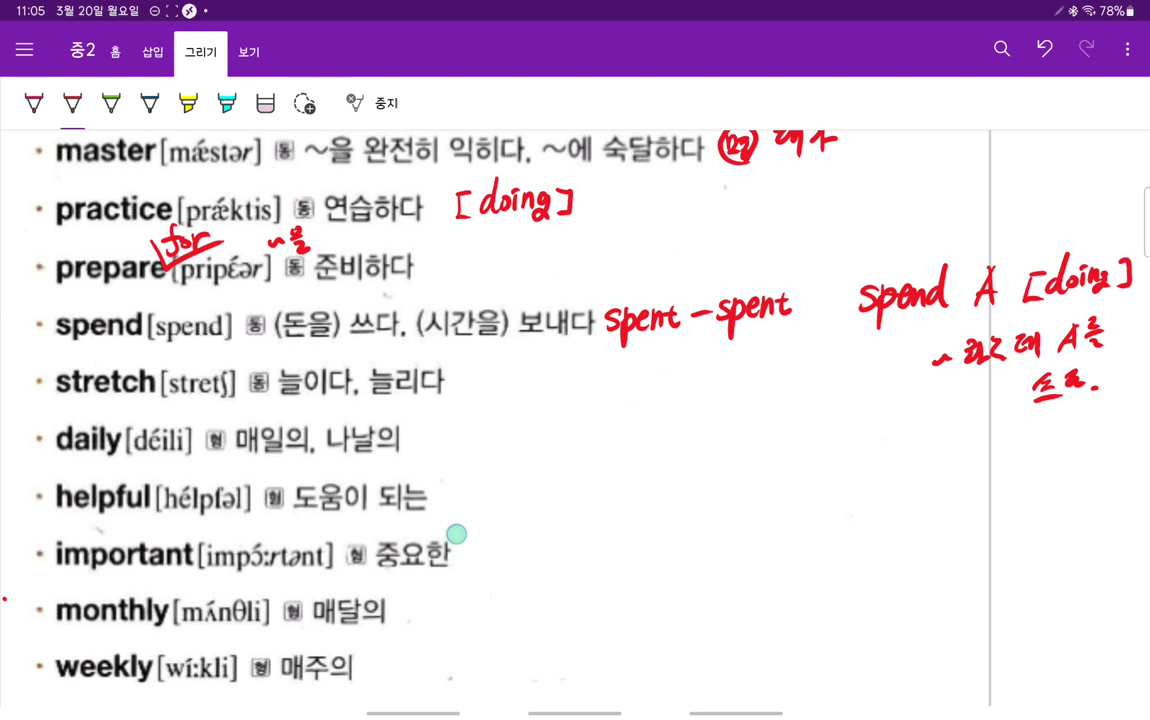 11:05 3월 20일 월요일 78%
중2 홈 삽입 그리기 보기
중지
master[mǽstər] 동 ~을 완전히 익히다, ~에 숙달하다 명
practice[prǽktis] 동 연습하다 [doing]
for ~을
prepare[pripɛ́ər] 동 준비하다
spend A [doing]
spend[spend] 동 (돈을) 쓰다, (시간을) 보내다 spent - spent
~ 하는 데 A를
쓰다.
stretch[stretʃ] 동 늘이다, 늘리다
daily[déili] 형 매일의, 나날의
helpful[hélpfəl] 형 도움이 되는
important[impɔ́ːrtənt] 형 중요한
monthly[mʌ́nθli] 형 매달의
weekly[wíːkli] 형 매주의